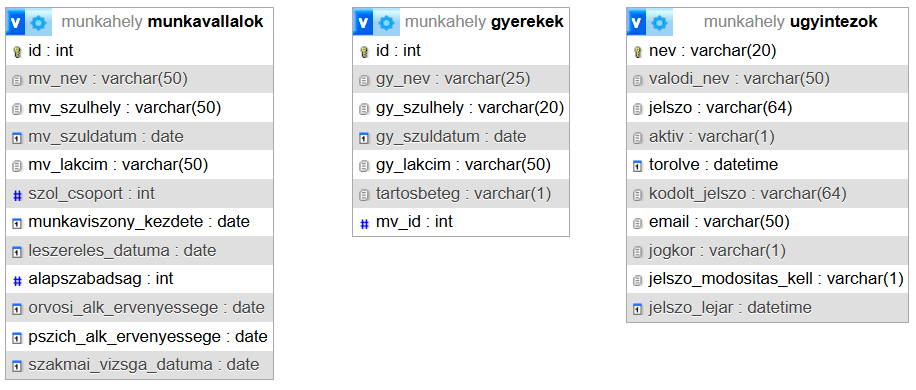 munkahely munkavallalok
id : int
mv_nev : varchar(50)
mv_szulhely : varchar(50)
mv_szuldatum : date
mv_lakcim : varchar(50)
szol_csoport : int
munkaviszony_kezdete : date
leszereles_datuma : date
alapszabadsag : int
orvosi_alk_ervenyessege : date
pszich_alk_ervenyessege : date
szakmai_vizsga_datuma : date
munkahely gyerekek
id : int
gy_nev : varchar(25)
gy_szulhely : varchar(20)
gy_szuldatum : date
gy_lakcim : varchar(50)
tartosbeteg : varchar(1)
mv_id : int
munkahely ugyintezok
nev : varchar(20)
valodi_nev : varchar(50)
jelszo : varchar(64)
aktiv : varchar(1)
torolve : datetime
kodolt_jelszo : varchar(64)
email : varchar(50)
jogkor : varchar(1)
jelszo_modositas_kell : varchar(1)
jelszo_lejar : datetime